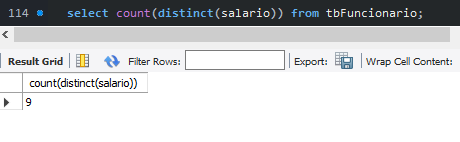 114 select count(distinct(salario)) from tbFuncionario;
Result Grid Filter Rows: Export: Wrap Cell Content:
count(distinct(salario))
9